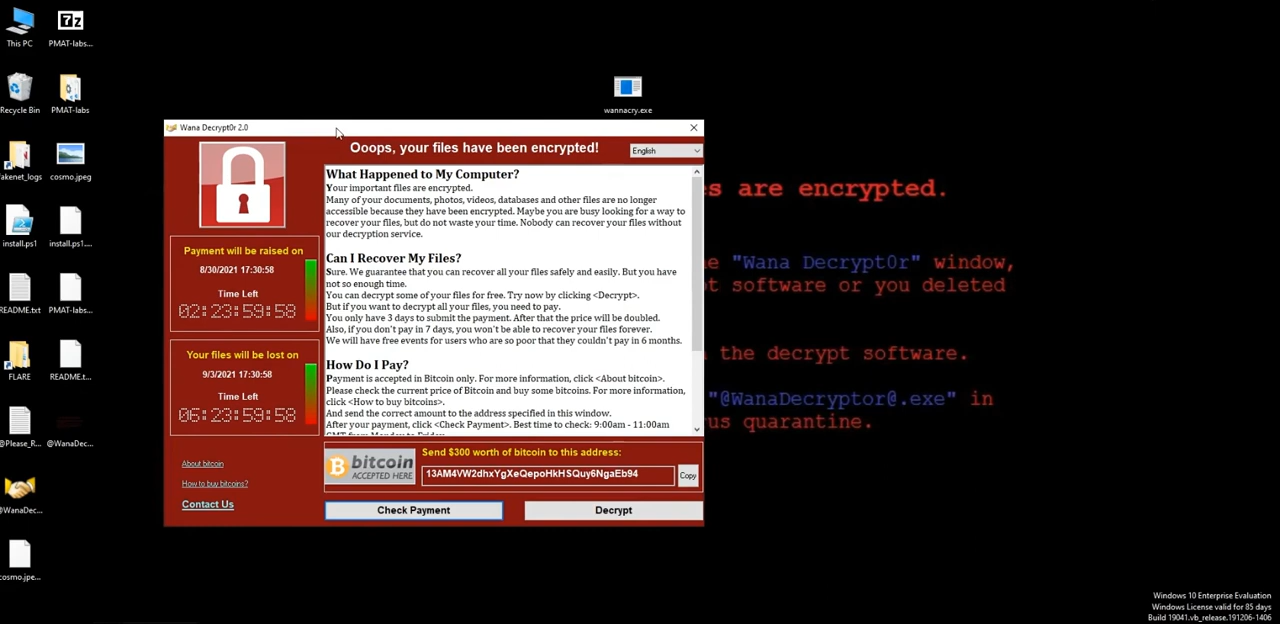 This PC
PMAT-labs...
Recycle Bin
PMAT-labs
akenet_logs
cosmo.jpeg
install.ps1
install.ps1....
README.txt
PMAT-labs...
FLARE
README.t...
@Please_R...
@WanaDec...
@WanaDec...
cosmo.jpe...
7z
wannacry.exe
Wana Decrypt0r 2.0
Ooops, your files have been encrypted!
English
Payment will be raised on
8/30/2021 17:30:58
Time Left
02:23:59:58
Your files will be lost on
9/3/2021 17:30:58
Time Left
06:23:59:58
About bitcoin
How to buy bitcoins?
Contact Us
What Happened to My Computer?
Your important files are encrypted.
Many of your documents, photos, videos, databases and other files are no longer
accessible because they have been encrypted. Maybe you are busy looking for a way to
recover your files, but do not waste your time. Nobody can recover your files without
our decryption service.
Can I Recover My Files?
Sure. We guarantee that you can recover all your files safely and easily. But you have
not so enough time.
You can decrypt some of your files for free. Try now by clicking <Decrypt>.
But if you want to decrypt all your files, you need to pay.
You only have 3 days to submit the payment. After that the price will be doubled.
Also, if you don't pay in 7 days, you won't be able to recover your files forever.
We will have free events for users who are so poor that they couldn't pay in 6 months.
How Do I Pay?
Payment is accepted in Bitcoin only. For more information, click <About bitcoin>.
Please check the current price of Bitcoin and buy some bitcoins. For more information,
click <How to buy bitcoins>.
And send the correct amount to the address specified in this window.
After your payment, click <Check Payment>. Best time to check: 9:00am - 11:00am
GMT from Monday to Friday.
bitcoin
ACCEPTED HERE
Send $300 worth of bitcoin to this address:
13AM4VW2dhxYgXeQepoHkHSQuy6NgaEb94
Copy
Check Payment
Decrypt
s are encrypted.
e "Wana Decrypt0r" window,
t software or you deleted
the decrypt software.
"@WanaDecryptor@.exe" in
us quarantine.
Windows 10 Enterprise Evaluation
Windows License valid for 85 days
Build 19041.vb_release.191206-1406